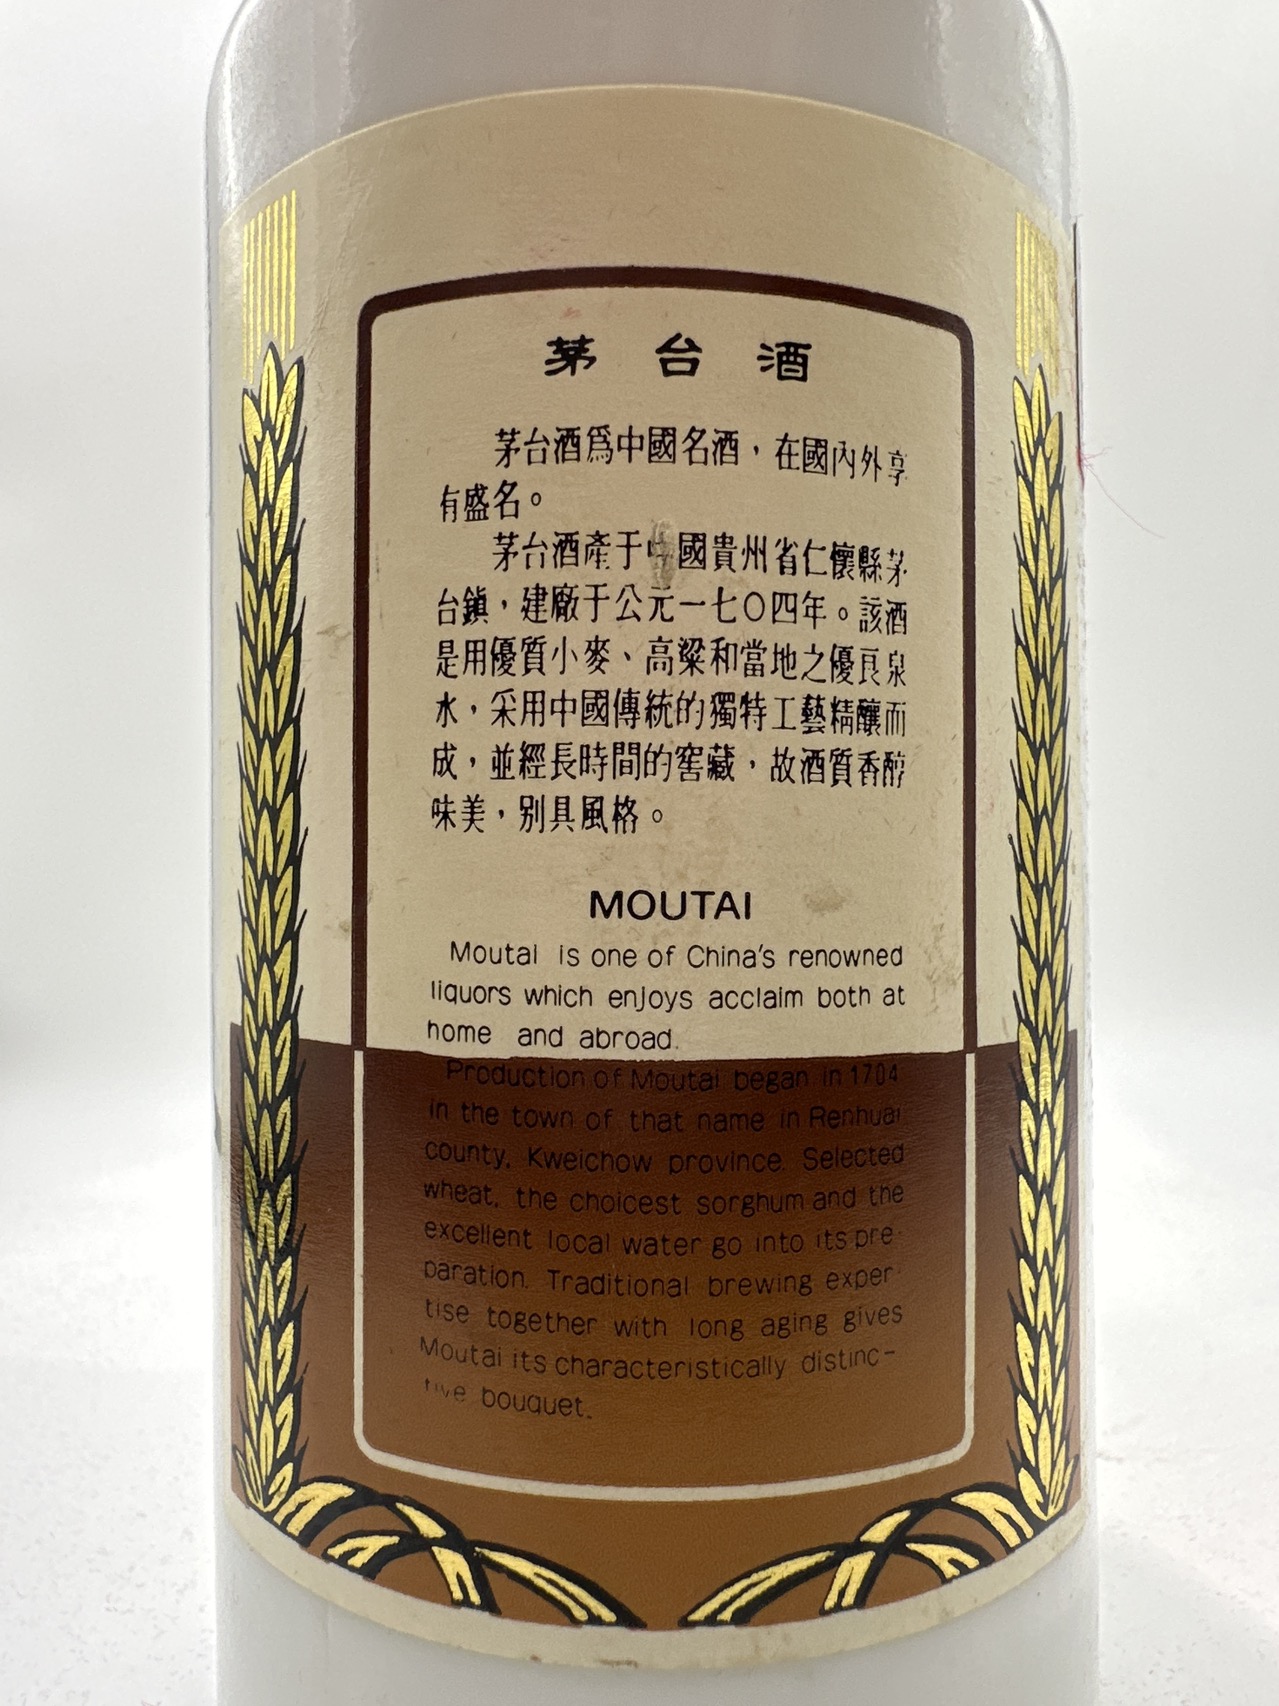 茅台酒
茅台酒爲中國名酒，在國內外享
有盛名。
茅台酒產于中國貴州省仁懷縣茅
台鎮，建廠于公元一七〇四年。該酒
是用優質小麥、高粱和當地之優良泉
水，采用中國傳統的獨特工藝精釀而
成，並經長時間的窖藏，故酒質香醇
味美，别具風格。
MOUTAI
Moutai is one of China's renowned
liquors which enjoys acclaim both at
home and abroad.
Production of Moutai began in 1704
in the town of that name in Renhuai
county, Kweichow province. Selected
wheat, the choicest sorghum and the
excellent local water go into its pre-
paration. Traditional brewing exper-
tise together with long aging gives
Moutai its characteristically distinc-
tive bouquet.